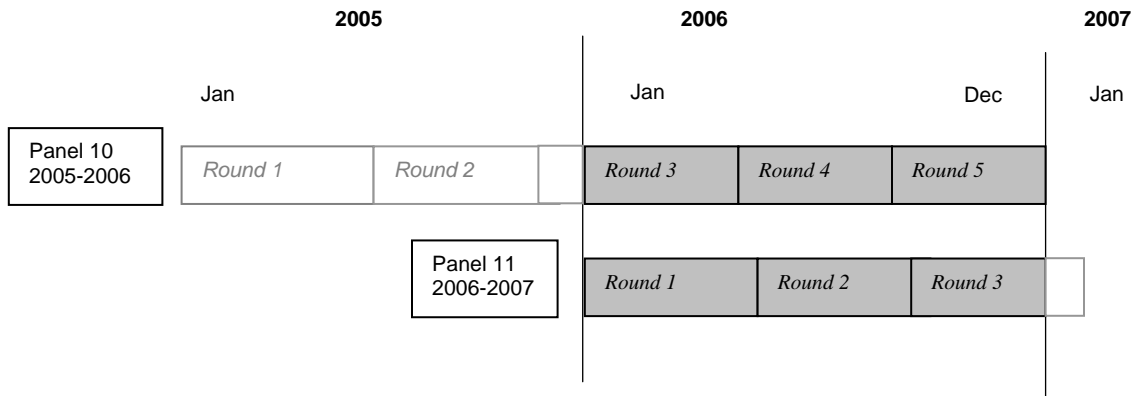 2005 2006 2007
Jan Jan Dec Jan
Panel 10
2005-2006
Round 1 Round 2 Round 3 Round 4 Round 5
Panel 11
2006-2007
Round 1 Round 2 Round 3